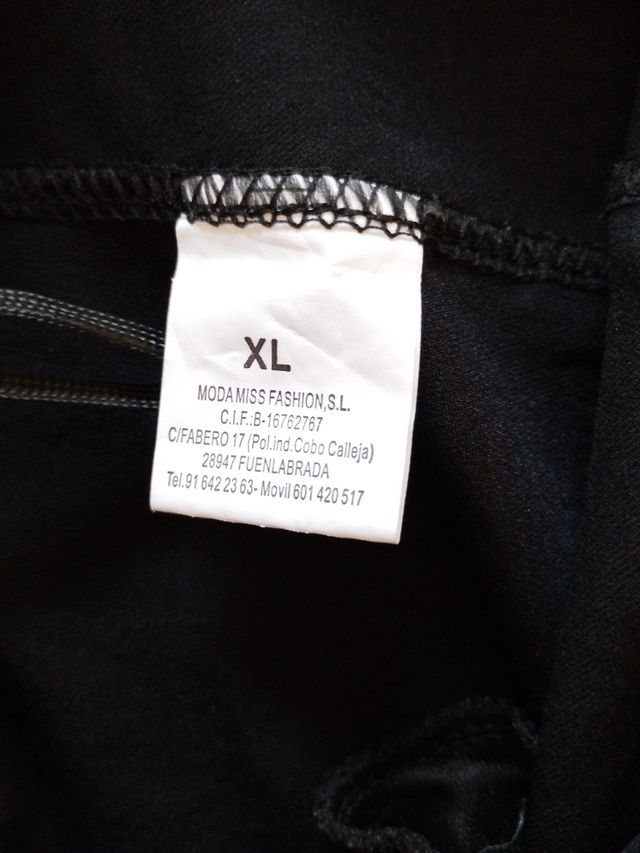 XL
MODA MISS FASHION,S.L.
C.I.F.:B-16762767
C/FABERO 17 (Pol.ind.Cobo Calleja)
28947 FUENLABRADA
Tel.91 642 23 63- Movil 601 420 517